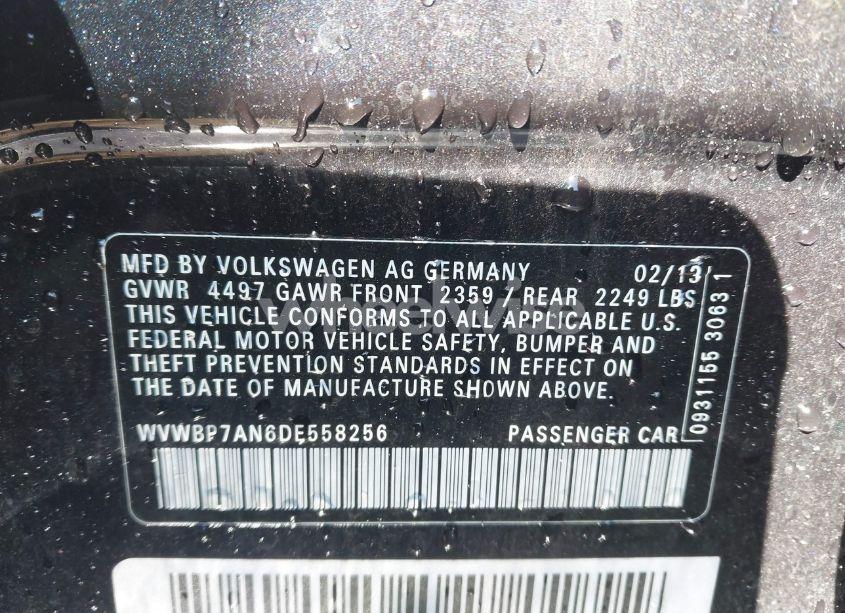 MFD BY VOLKSWAGEN AG GERMANY 02/13
GVWR 4497 GAWR FRONT 2359 / REAR 2249 LBS
THIS VEHICLE CONFORMS TO ALL APPLICABLE U.S.
FEDERAL MOTOR VEHICLE SAFETY, BUMPER AND
THEFT PREVENTION STANDARDS IN EFFECT ON
THE DATE OF MANUFACTURE SHOWN ABOVE.
WVWBP7AN6DE558256 PASSENGER CAR
0931155 3063 1